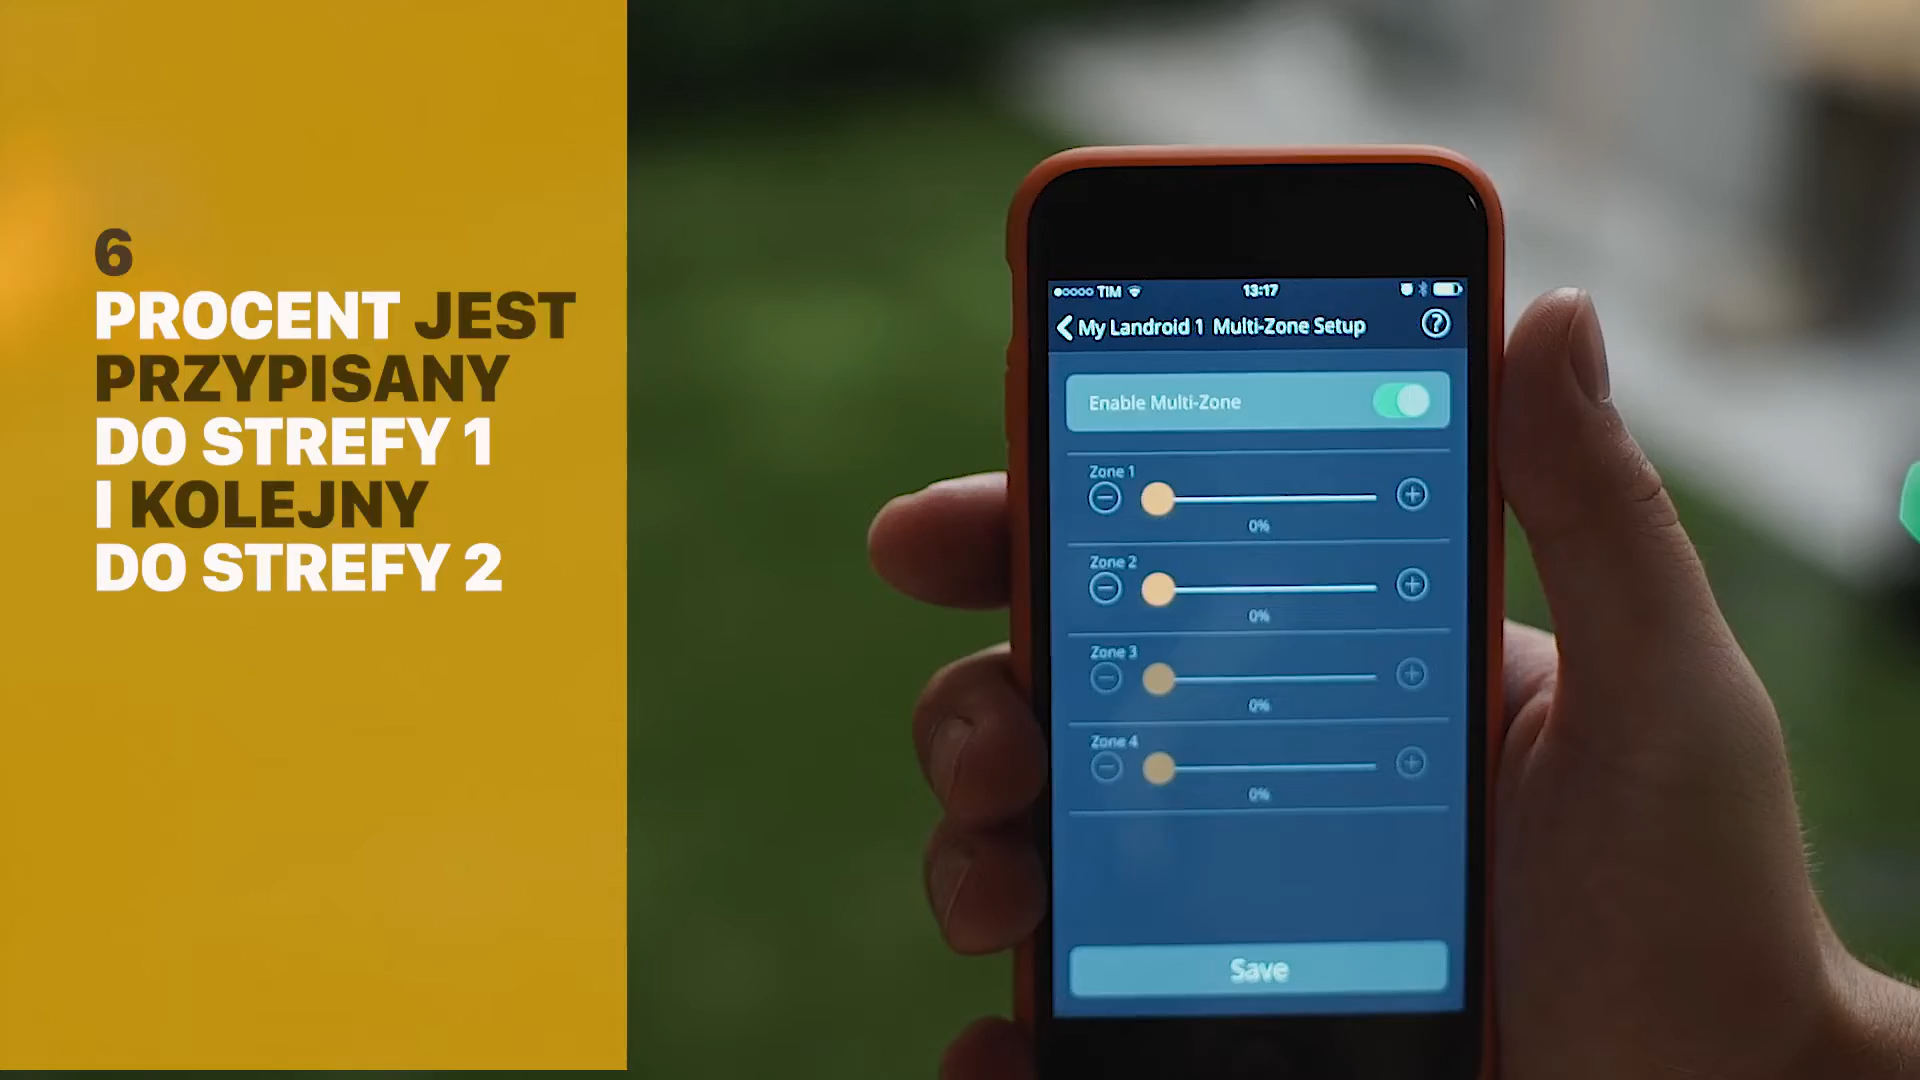 6
PROCENT JEST
PRZYPISANY
DO STREFY 1
I KOLEJNY
DO STREFY 2
TIM 13:17
My Landroid 1 Multi-Zone Setup ?
Enable Multi-Zone
Zone 1
0%
Zone 2
0%
Zone 3
0%
Zone 4
0%
Save